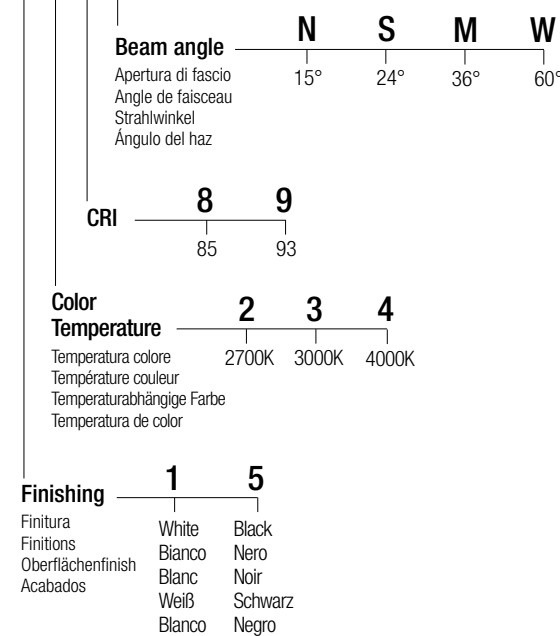 Beam angle N S M W
Apertura di fascio 15° 24° 36° 60°
Angle de faisceau
Strahlwinkel
Ángulo del haz
CRI 8 9
85 93
Color
Temperature 2 3 4
Temperatura colore 2700K 3000K 4000K
Température couleur
Temperaturabhängige Farbe
Temperatura de color
Finishing 1 5
Finitura White Black
Finitions Bianco Nero
Oberflächenfinish Blanc Noir
Acabados Weiß Schwarz
Blanco Negro